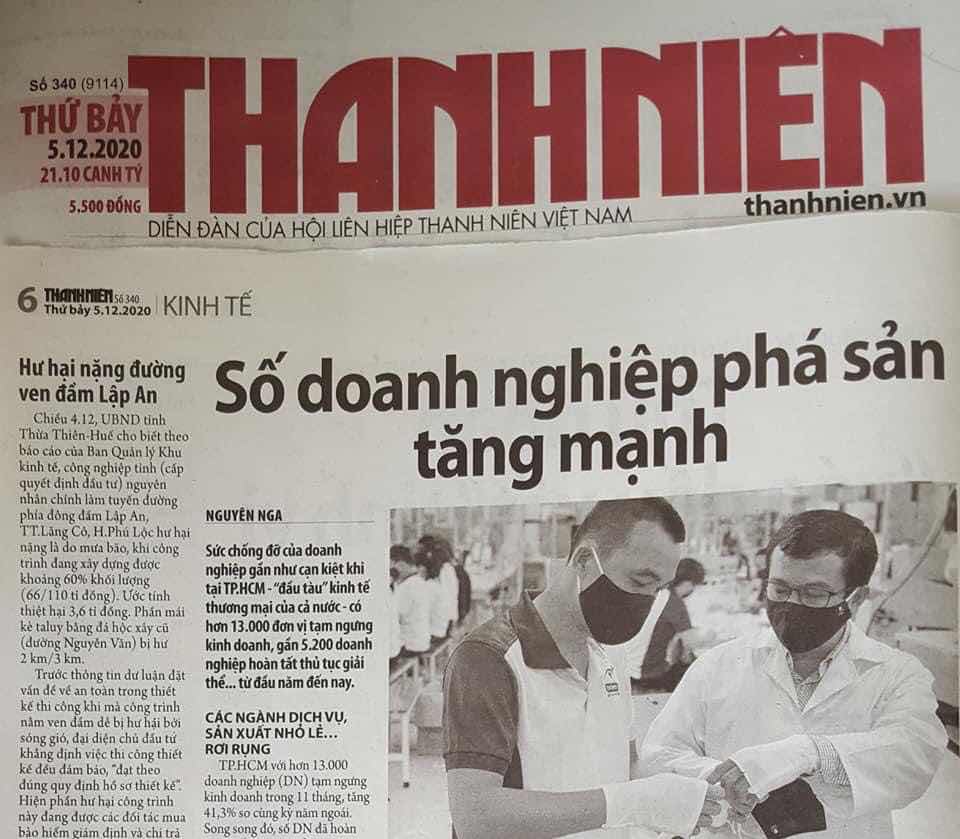 Số 340 (9114)
THỨ BẢY
5.12.2020
21.10 CANH TÝ
5.500 ĐỒNG
THANH NIÊN
thanhnien.vn
DIỄN ĐÀN CỦA HỘI LIÊN HIỆP THANH NIÊN VIỆT NAM
6 THANH NIÊN Số 340
Thứ bảy 5.12.2020
KINH TẾ
Hư hại nặng đường
ven đầm Lập An
Chiều 4.12, UBND tỉnh
Thừa Thiên-Huế cho biết theo
báo cáo của Ban Quản lý Khu
kinh tế, công nghiệp tỉnh (cấp
quyết định đầu tư) nguyên
nhân chính làm tuyến đường
phía đông đầm Lập An,
TT.Lăng Cô, H.Phú Lộc hư hại
nặng là do mưa bão, khi công
trình đang xây dựng được
khoảng 60% khối lượng
(66/110 tỉ đồng). Ước tính
thiệt hại 3,6 tỉ đồng. Phần mái
kè taluy bằng đá hộc xây cũ
(đường Nguyễn Văn) bị hư
2 km/3 km.
Trước thông tin dư luận đặt
vấn đề về an toàn trong thiết
kế thi công khi mà công trình
nằm ven đầm dễ bị hư hại bởi
sóng gió, đại diện chủ đầu tư
khẳng định việc thi công thiết
kế đều đảm bảo, “đạt theo
đúng quy định hồ sơ thiết kế”.
Hiện phần hư hại công trình
này đang được các đối tác mua
bảo hiểm giám định và chi trả
Số doanh nghiệp phá sản
tăng mạnh
NGUYÊN NGA
Sức chống đỡ của doanh
nghiệp gần như cạn kiệt khi
tại TP.HCM - “đầu tàu” kinh tế
thương mại của cả nước - có
hơn 13.000 đơn vị tạm ngưng
kinh doanh, gần 5.200 doanh
nghiệp hoàn tất thủ tục giải
thể... từ đầu năm đến nay.
CÁC NGÀNH DỊCH VỤ,
SẢN XUẤT NHỎ LẺ...
RƠI RỤNG
TP.HCM với hơn 13.000
doanh nghiệp (DN) tạm ngưng
kinh doanh trong 11 tháng, tăng
41,3% so cùng kỳ năm ngoái.
Song song đó, số DN đã hoàn